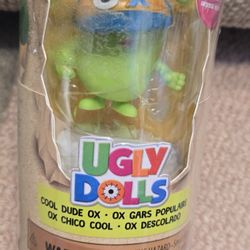 UGLY
DOLLS
COOL DUDE OX • OX GARS POPULAIRE
OX CHICO COOL • OX DESCOLADO